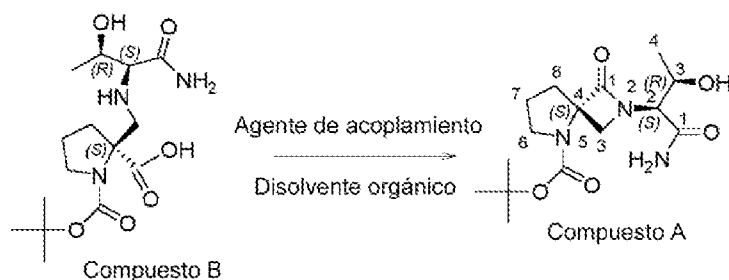 OH
O
(S)
(R)
NH₂
HN
(S)
OH
N
O
O
O
Compuesto B
Agente de acoplamiento
Disolvente orgánico
O
4
8
1
(R)
3
OH
7
4
N
2
2
(S)
(S)
1
6
N
5
3
O
H₂N
O
O
Compuesto A